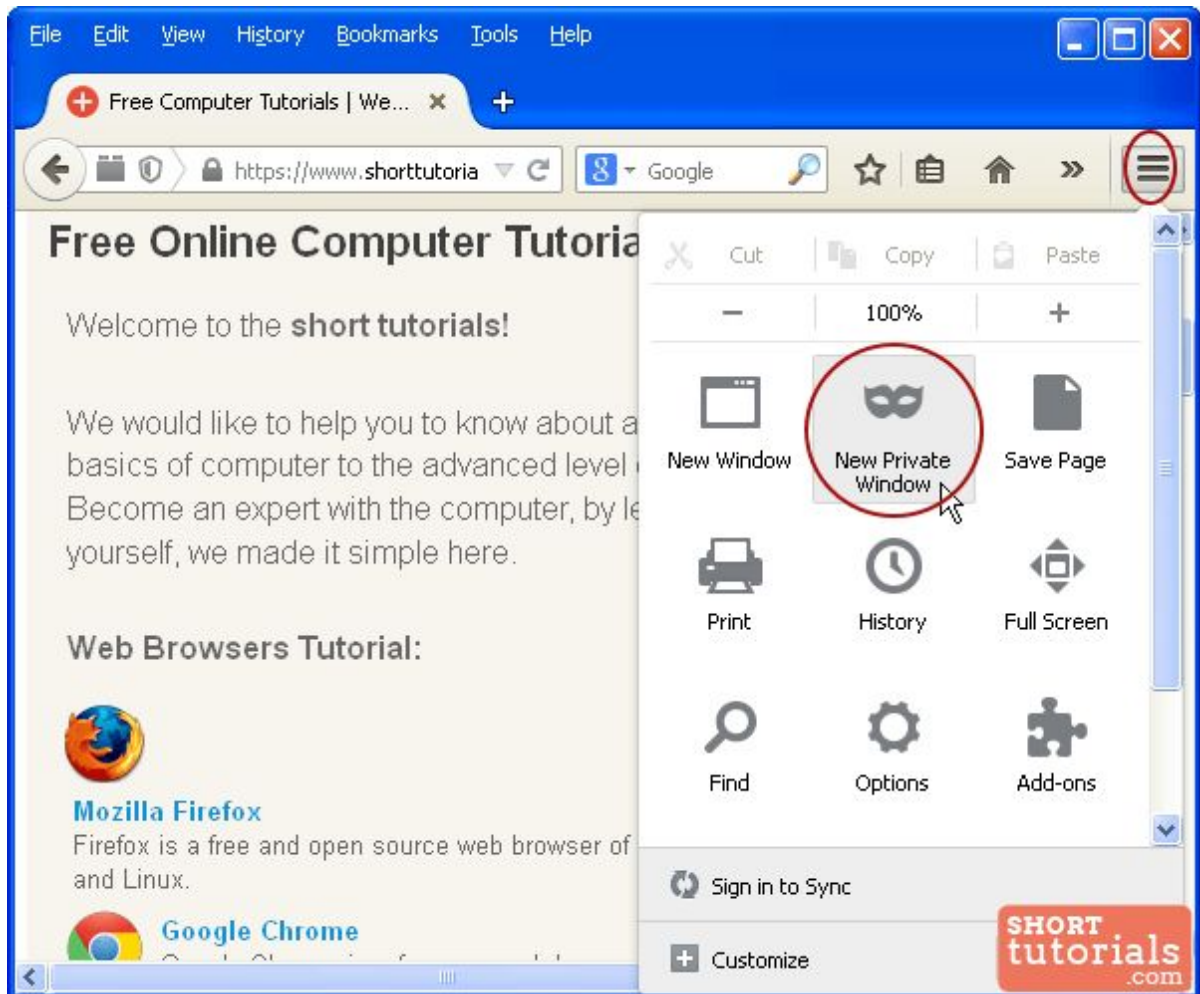 File Edit View History Bookmarks Tools Help
Free Computer Tutorials | We...
https://www.shorttutoria
8 Google
Free Online Computer Tutoria
Welcome to the short tutorials!
We would like to help you to know about a
basics of computer to the advanced level
Become an expert with the computer, by le
yourself, we made it simple here.
Web Browsers Tutorial:
Mozilla Firefox
Firefox is a free and open source web browser of
and Linux.
Google Chrome
Cut Copy Paste
100%
New Window
New Private
Window
Save Page
Print
History
Full Screen
Find
Options
Add-ons
Sign in to Sync
Customize
SHORT
tutorials
.com